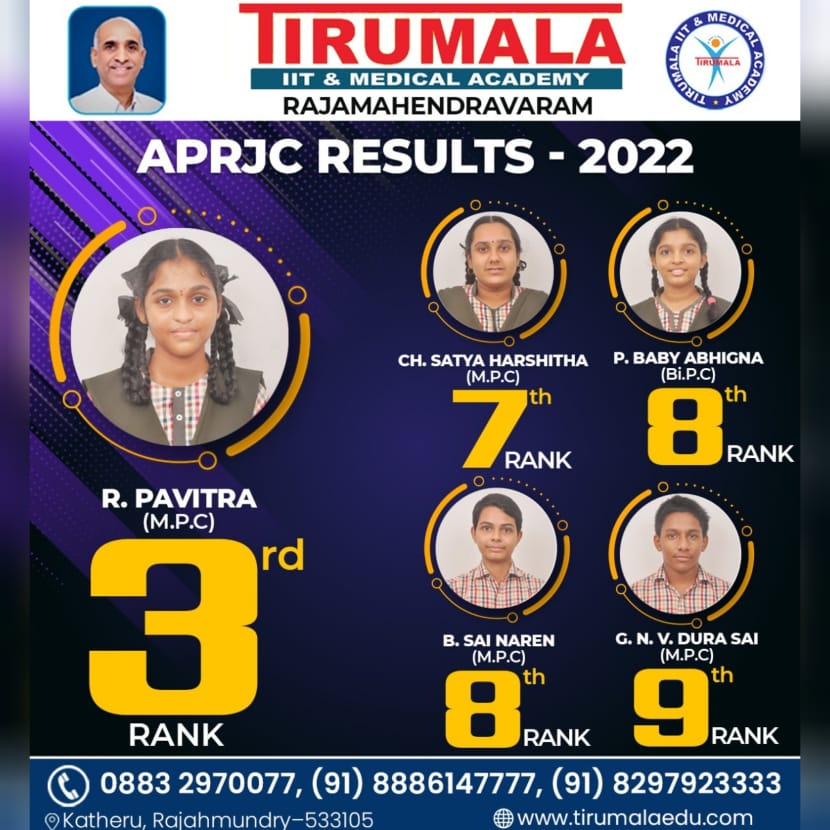 TIRUMALA
IIT & MEDICAL ACADEMY
RAJAMAHENDRAVARAM
TIRUMALA IIT & MEDICAL ACADEMY
TIRUMALA
APRJC RESULTS - 2022
R. PAVITRA
(M.P.C)
3rd
RANK
CH. SATYA HARSHITHA
(M.P.C)
7th
RANK
P. BABY ABHIGNA
(Bi.P.C)
8th
RANK
B. SAI NAREN
(M.P.C)
8th
RANK
G. N. V. DURA SAI
(M.P.C)
9th
RANK
0883 2970077, (91) 8886147777, (91) 8297923333
Katheru, Rajahmundry–533105
www.tirumalaedu.com